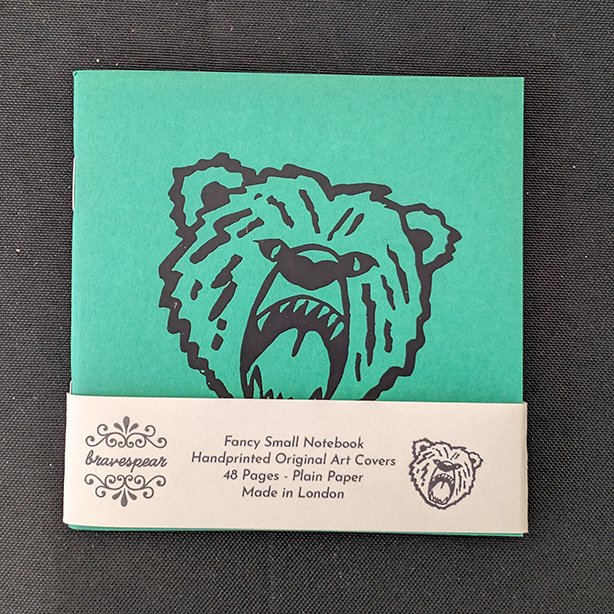 bravespear
Fancy Small Notebook
Handprinted Original Art Covers
48 Pages - Plain Paper
Made in London